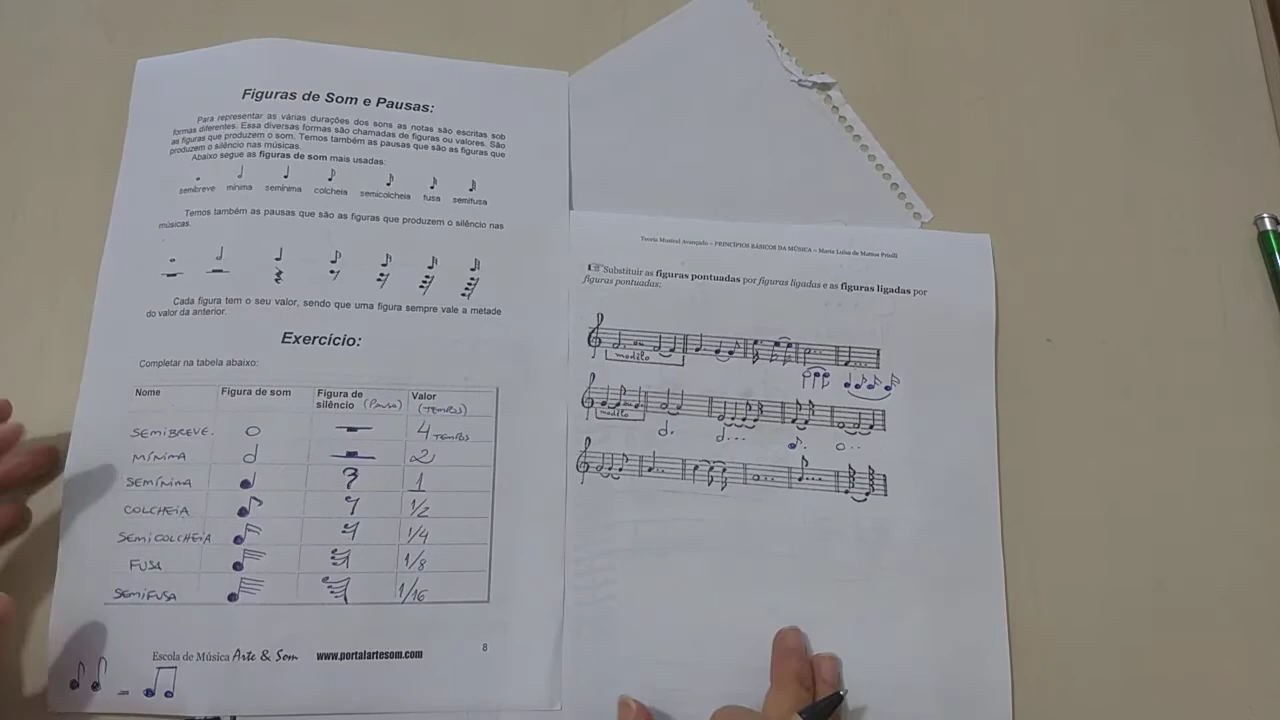 Figuras de Som e Pausas:
Para representar as várias durações dos sons as notas são escritas sob
formas diferentes. Essa diversas formas são chamadas de figuras ou valores. São
as figuras que produzem o som. Temos também as pausas que são as figuras que
produzem o silêncio nas músicas.
Abaixo segue as figuras de som mais usadas:
semibreve mínima semínima colcheia semicolcheia fusa semifusa
Temos também as pausas que são as figuras que produzem o silêncio nas
músicas.
Cada figura tem o seu valor, sendo que uma figura sempre vale a metade
do valor da anterior.
Exercício:
Completar na tabela abaixo:
Nome Figura de som Figura de silêncio (Pausa) Valor (TEMPOS)
SEMIBREVE. 4 TEMPOS
MÍNIMA 2
SEMÍNIMA 1
COLCHEIA 1/2
SEMICOLCHEIA 1/4
FUSA 1/8
SEMIFUSA 1/16
8
Escola de Música Arte & Som www.portalartesom.com
Teoria Musical Avançado – PRINCÍPIOS BÁSICOS DA MÚSICA – Maria Luisa de Mattos Priolli
Substituir as figuras pontuadas por figuras ligadas e as figuras ligadas por
figuras pontuadas:
ou
modêlo
modêlo